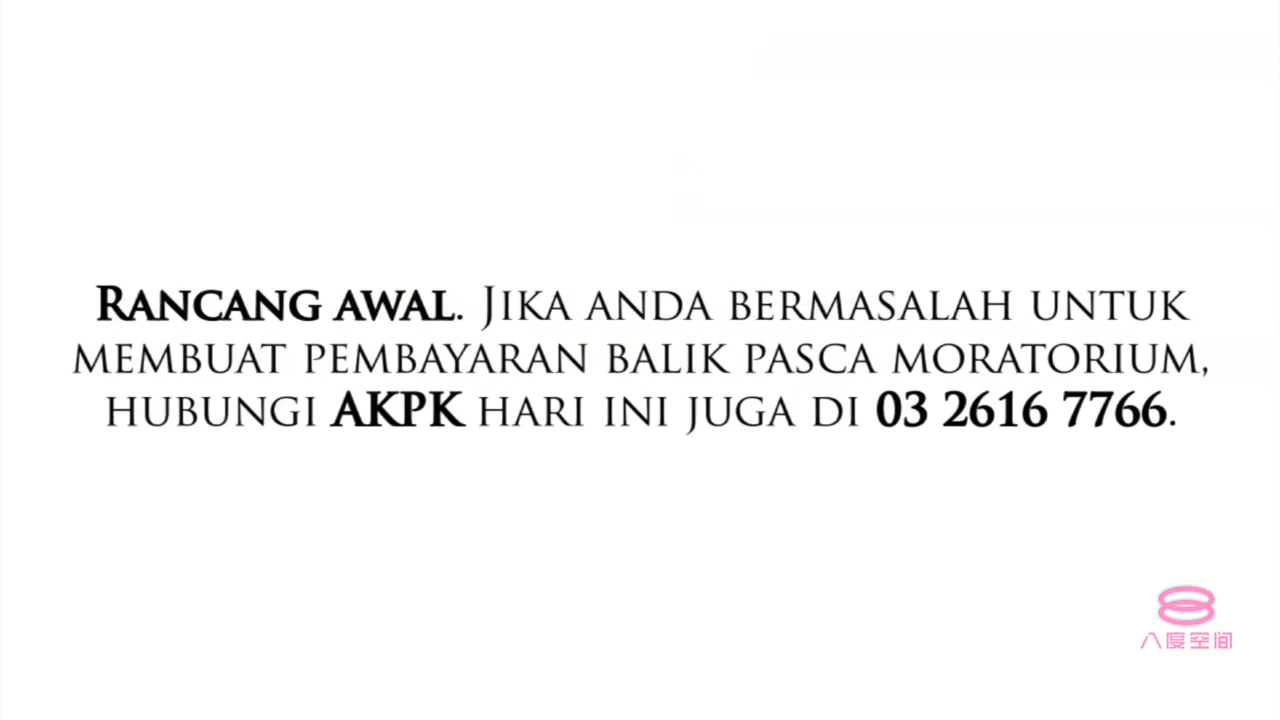 RANCANG AWAL. JIKA ANDA BERMASALAH UNTUK
MEMBUAT PEMBAYARAN BALIK PASCA MORATORIUM,
HUBUNGI AKPK HARI INI JUGA DI 03 2616 7766.
八度空间